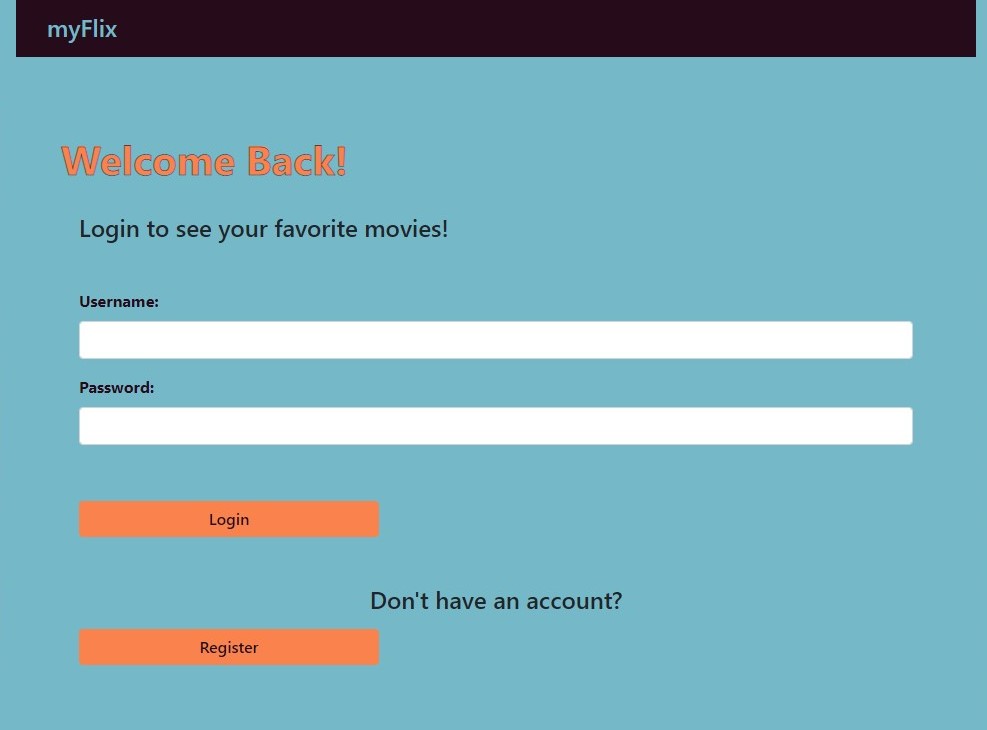 myFlix
Welcome Back!
Login to see your favorite movies!
Username:
Password:
Login
Don't have an account?
Register